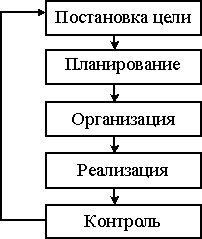 Постановка цели
Планирование
Организация
Реализация
Контроль